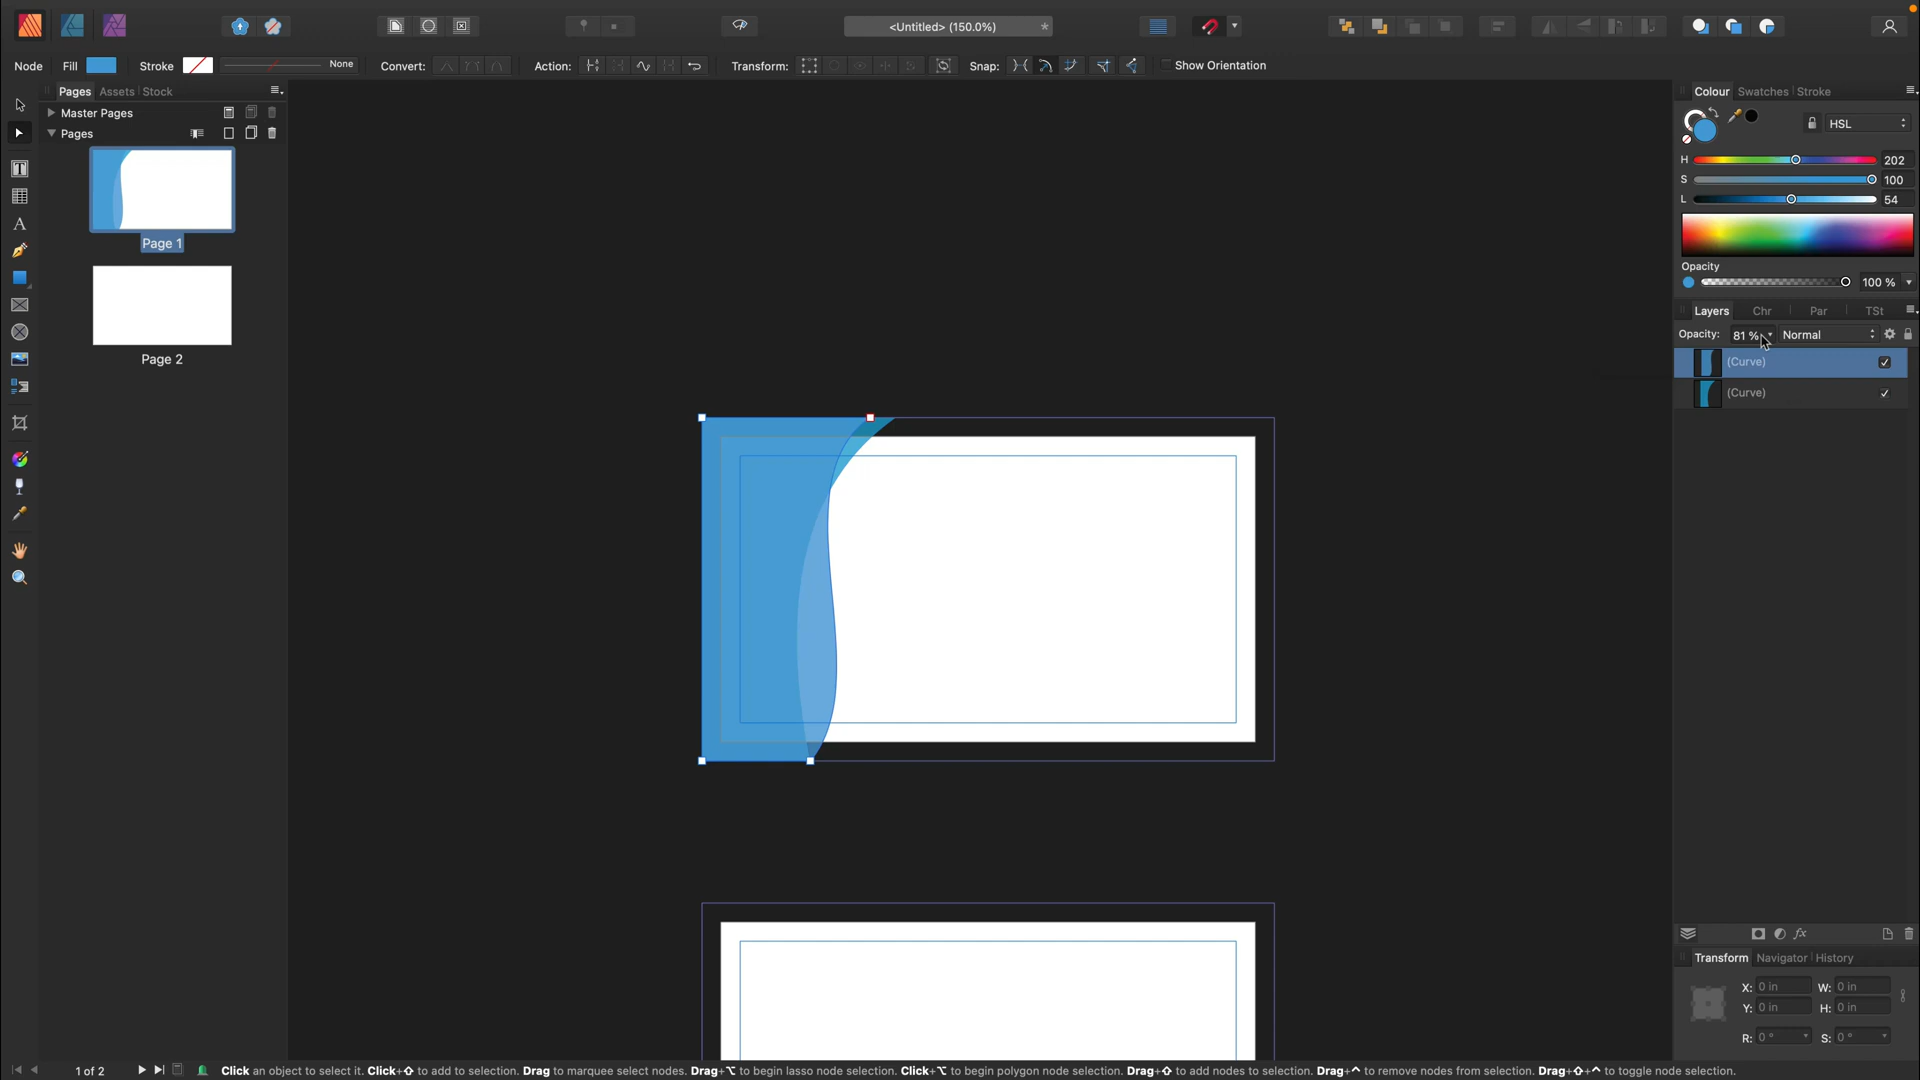 <Untitled> (150.0%)
*
Node Fill Stroke None Convert: Action: Transform: Snap: Show Orientation
Pages Assets Stock
Master Pages
Pages
Page 1
Page 2
Colour Swatches Stroke
HSL
H 202
S 100
L 54
Opacity
100 %
Layers Chr Par TSt
Opacity: 81 % Normal
(Curve)
(Curve)
fx
Transform Navigator History
X: 0 in W: 0 in
Y: 0 in H: 0 in
R: 0 ° S: 0 °
1 of 2 Click an object to select it. Click+⇧ to add to selection. Drag to marquee select nodes. Drag+⌥ to begin lasso node selection. Click+⌥ to begin polygon node selection. Drag+⇧ to add nodes to selection. Drag+⌃ to remove nodes from selection. Drag+⇧+⌃ to toggle node selection.